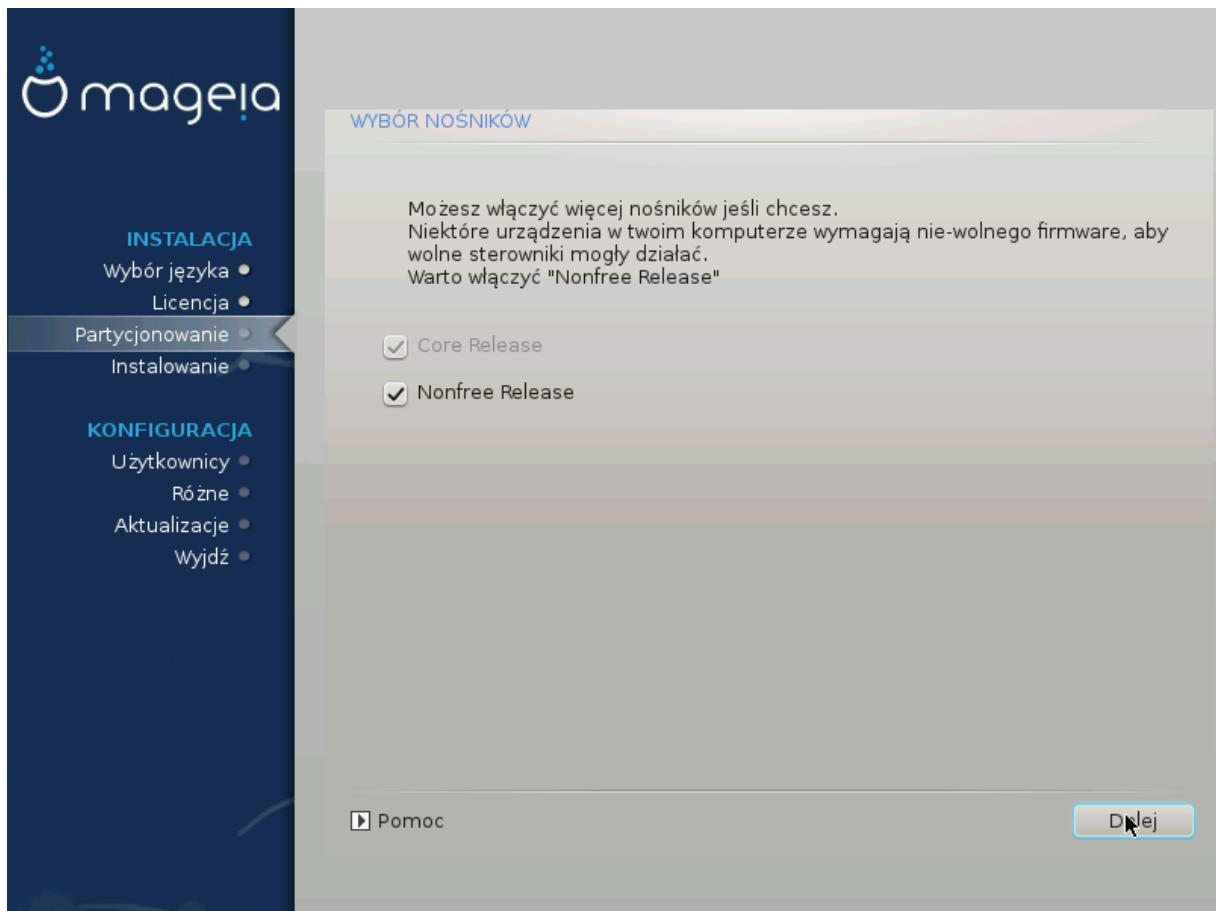 mageia
INSTALACJA
Wybór języka
Licencja
Partycjonowanie
Instalowanie
KONFIGURACJA
Użytkownicy
Różne
Aktualizacje
Wyjdź
WYBÓR NOŚNIKÓW
Możesz włączyć więcej nośników jeśli chcesz.
Niektóre urządzenia w twoim komputerze wymagają nie-wolnego firmware, aby
wolne sterowniki mogły działać.
Warto włączyć "Nonfree Release"
Core Release
Nonfree Release
Pomoc
Dalej